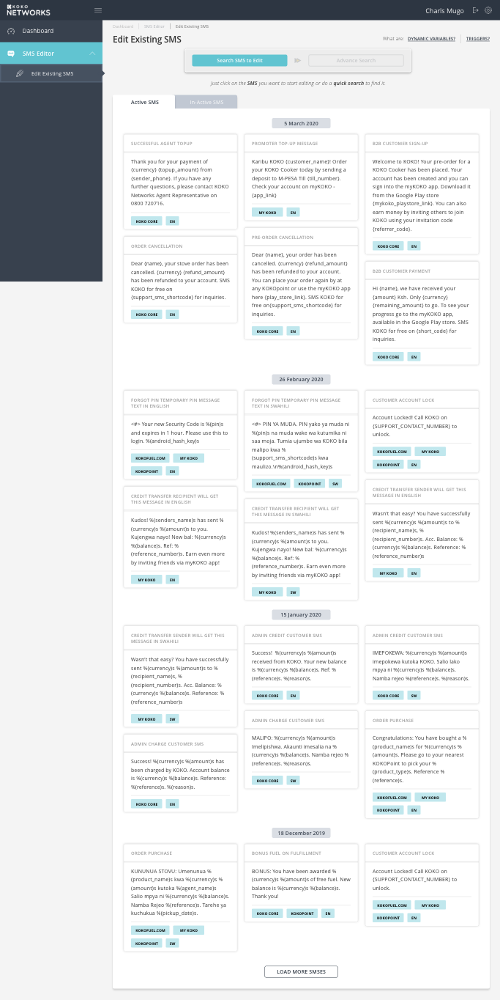 KOKO
NETWORKS
Charls Mugo
Dashboard
SMS Editor
Edit Existing SMS
Dashboard SMS Editor Edit Existing SMS
Edit Existing SMS
What are: DYNAMIC VARIABLES? TRIGGERS?
Search SMS to Edit
Advance Search
Just click on the SMS you want to start editing or do a quick search to find it.
Active SMS
In-Active SMS
5 March 2020
SUCCESSFUL AGENT TOPUP
Thank you for your payment of
{currency} {topup_amount} from
{sender_phone}. If you have any
further questions, please contact KOKO
Networks Agent Representative on
0800 720716.
KOKO CORE EN
ORDER CANCELLATION
Dear {name}, your stove order has been
cancelled. {currency} {refund_amount}
has been refunded to your account. SMS
KOKO for free on
{support_sms_shortcode} for inquiries.
KOKO CORE EN
PROMOTER TOP-UP MESSAGE
Karibu KOKO {customer_name}! Order
your KOKO Cooker today by sending a
deposit to M-PESA Till {till_number}.
Check your account on myKOKO -
{app_link}
MY KOKO EN
PRE-ORDER CANCELLATION
Dear {name}, your order has been
cancelled. {currency} {refund_amount}
has been refunded to your account.
You can place your order again by at
any KOKOpoint or use the myKOKO app
here {play_store_link}. SMS KOKO for
free on{support_sms_shortcode} for
inquiries.
KOKO CORE EN
B2B CUSTOMER SIGN-UP
Welcome to KOKO! Your pre-order for a
KOKO Cooker has been placed. Your
account has been created and you can
sign into the myKOKO app. Download it
from the Google Play store
{mykoko_playstore_link}. You can also
earn money by inviting others to join
KOKO using your invitation code
{referrer_code}.
KOKO CORE EN
B2B CUSTOMER PAYMENT
Hi {name}, we have received your
{amount} Ksh. Only {currency}
{remaining_amount} to go. To see your
progress go to the myKOKO app,
available in the Google Play store. SMS
KOKO for free on {short_code} for
inquiries.
KOKO CORE EN
26 February 2020
FORGOT PIN TEMPORARY PIN MESSAGE
TEXT IN ENGLISH
<#> Your new Security Code is %(pin)s
and expires in 1 hour. Please use this to
login. %(android_hash_key)s
KOKOFUEL.COM MY KOKO
KOKOPOINT EN
CREDIT TRANSFER RECIPIENT WILL GET
THIS MESSAGE IN ENGLISH
Kudos! %(senders_name)s has sent %
(currency)s %(amount)s to you.
Kujengwa nayo! New bal: %(currency)s
%(balance)s. Ref: %
(reference_number)s. Earn even more
by inviting friends via myKOKO app!
MY KOKO EN
FORGOT PIN TEMPORARY PIN MESSAGE
TEXT IN SWAHILI
<#> PIN YA MUDA. PIN yako ya muda ni
%(pin)s na muda wake wa kutumika ni
saa moja. Tumia ujumbe wa KOKO bila
malipo kwa %
(support_sms_shortcode)s kwa
maulizo.\n%(android_hash_key)s
KOKOFUEL.COM KOKOPOINT SW
CREDIT TRANSFER RECIPIENT WILL GET
THIS MESSAGE IN SWAHILI
Kudos! %(senders_name)s has sent %
(currency)s %(amount)s to you.
Kujengwa nayo! New bal: %(currency)s
%(balance)s. Ref: %
(reference_number)s. Earn even more
by inviting friends via myKOKO app!
MY KOKO SW
CUSTOMER ACCOUNT LOCK
Account Locked! Call KOKO on
{SUPPORT_CONTACT_NUMBER} to
unlock.
KOKOFUEL.COM MY KOKO
KOKOPOINT EN
CREDIT TRANSFER SENDER WILL GET THIS
MESSAGE IN ENGLISH
Wasn't that easy? You have successfully
sent %(currency)s %(amount)s to %
(recipient_name)s, %
(recipient_number)s. Acc. Balance: %
(currency)s %(balance)s. Reference: %
(reference_number)s
MY KOKO EN
15 January 2020
CREDIT TRANSFER SENDER WILL GET THIS
MESSAGE IN SWAHILI
Wasn't that easy? You have successfully
sent %(currency)s %(amount)s to %
(recipient_name)s, %
(recipient_number)s. Acc. Balance: %
(currency)s %(balance)s. Reference: %
(reference_number)s
MY KOKO SW
ADMIN CHARGE CUSTOMER SMS
Success! %(currency)s %(amount)s has
been charged by KOKO. Account balance
is %(currency)s %(balance)s. Reference:
%(reference)s. %(reason)s.
KOKO CORE EN
ADMIN CREDIT CUSTOMER SMS
Success! %(currency)s %(amount)s
received from KOKO. Your new balance
is %(currency)s %(balance)s. Ref: %
(reference)s. %(reason)s.
KOKO CORE EN
ADMIN CHARGE CUSTOMER SMS
MALIPO: %(currency)s %(amount)s
Imelipishwa. Akaunti imesalia na %
(currency)s %(balance)s. Namba rejeo %
(reference)s. %(reason)s.
KOKO CORE SW
ADMIN CREDIT CUSTOMER SMS
IMEPOKEWA: %(currency)s %(amount)s
imepokewa kutoka KOKO. Salio lako
mpya ni %(currency)s %(balance)s.
Namba rejeo %(reference)s. %(reason)s.
KOKO CORE SW
ORDER PURCHASE
Congratulations: You have bought a %
(product_name)s for %(currency)s %
(amount)s. Please go to your nearest
KOKOPoint to pick your %
(product_type)s. Reference %
(reference)s.
KOKOFUEL.COM MY KOKO
KOKOPOINT EN
18 December 2019
ORDER PURCHASE
KUNUNUA STOVU: Umenunua %
(product_name)s kwa %(currency)s %
(amount)s kutoka %(agent_name)s
Salio mpya ni %(currency)s %(balance)s.
Namba Rejeo %(reference)s. Tarehe ya
kuchukua %(pickup_date)s.
KOKOFUEL.COM MY KOKO
KOKOPOINT SW
BONUS FUEL ON FULFILLMENT
BONUS: You have been awarded %
(currency)s %(amount)s of free fuel. New
balance is %(currency)s %(balance)s.
Thank you!
KOKO CORE KOKOPOINT EN
CUSTOMER ACCOUNT LOCK
Account Locked! Call KOKO on
{SUPPORT_CONTACT_NUMBER} to
unlock.
KOKOFUEL.COM MY KOKO
KOKOPOINT EN
LOAD MORE SMSES